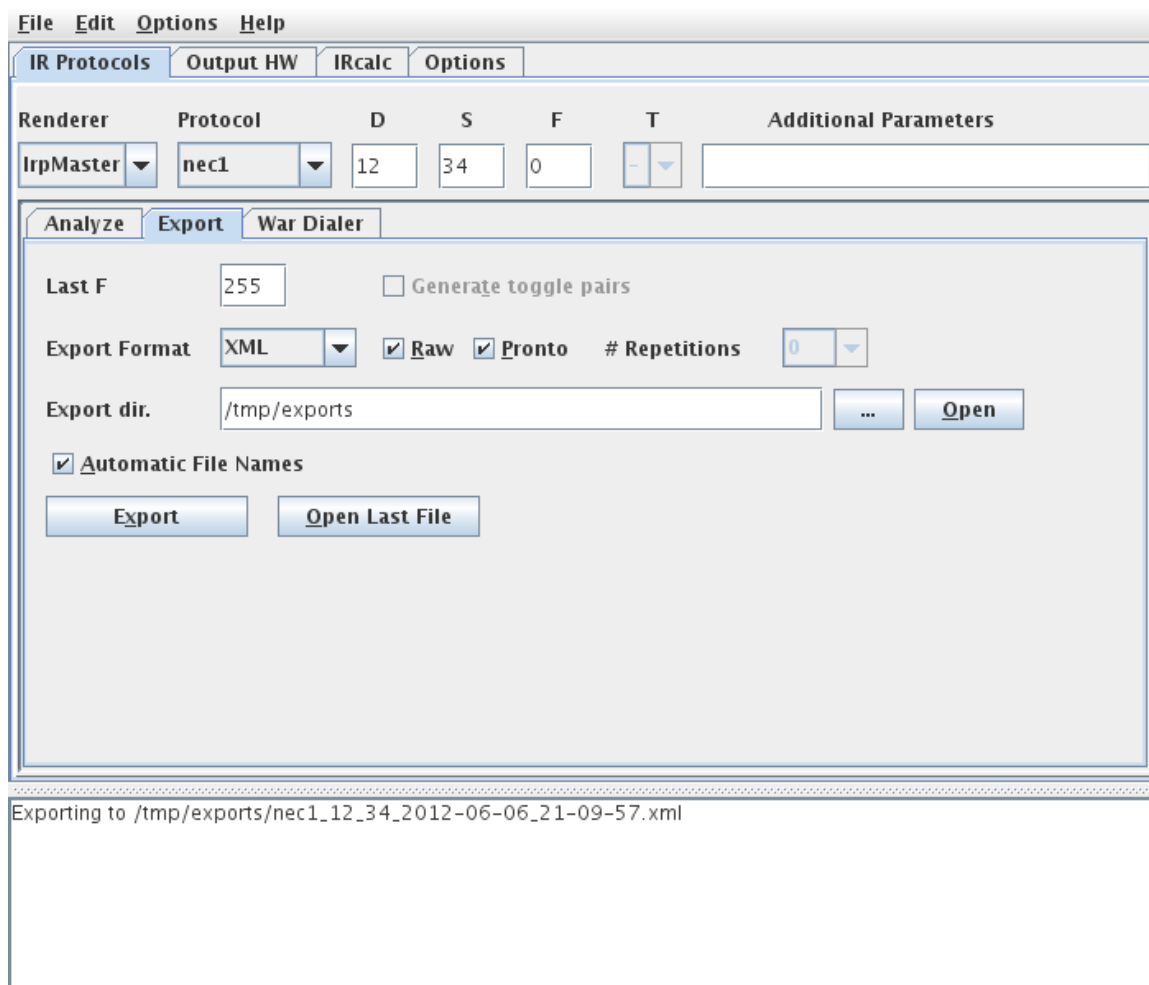 File Edit Options Help
IR Protocols Output HW IRcalc Options
Renderer Protocol D S F T Additional Parameters
IrpMaster nec1 12 34 0 -
Analyze Export War Dialer
Last F 255 Generate toggle pairs
Export Format XML Raw Pronto # Repetitions 0
Export dir. /tmp/exports ... Open
Automatic File Names
Export Open Last File
Exporting to /tmp/exports/nec1_12_34_2012-06-06_21-09-57.xml